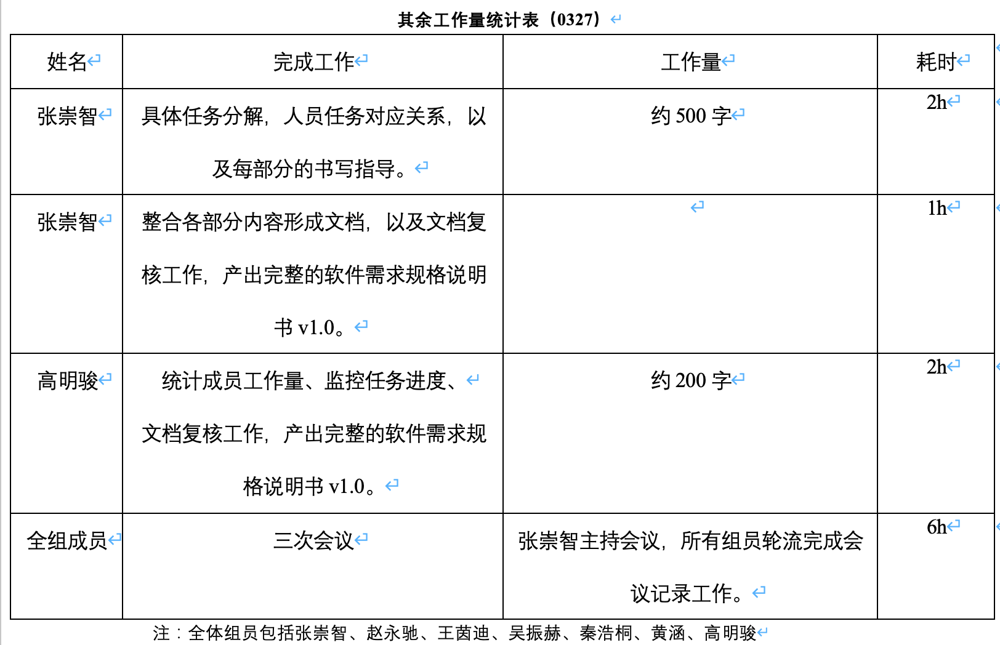 其余工作量统计表（0327）
姓名 完成工作 工作量 耗时
张崇智 具体任务分解，人员任务对应关系，以 约 500 字 2h
及每部分的书写指导。
张崇智 整合各部分内容形成文档，以及文档复 1h
核工作，产出完整的软件需求规格说明
书 v1.0。
高明骏 统计成员工作量、监控任务进度、 约 200 字 2h
文档复核工作，产出完整的软件需求规
格说明书 v1.0。
全组成员 三次会议 张崇智主持会议，所有组员轮流完成会 6h
议记录工作。
注：全体组员包括张崇智、赵永驰、王茵迪、吴振赫、秦浩桐、黄涵、高明骏